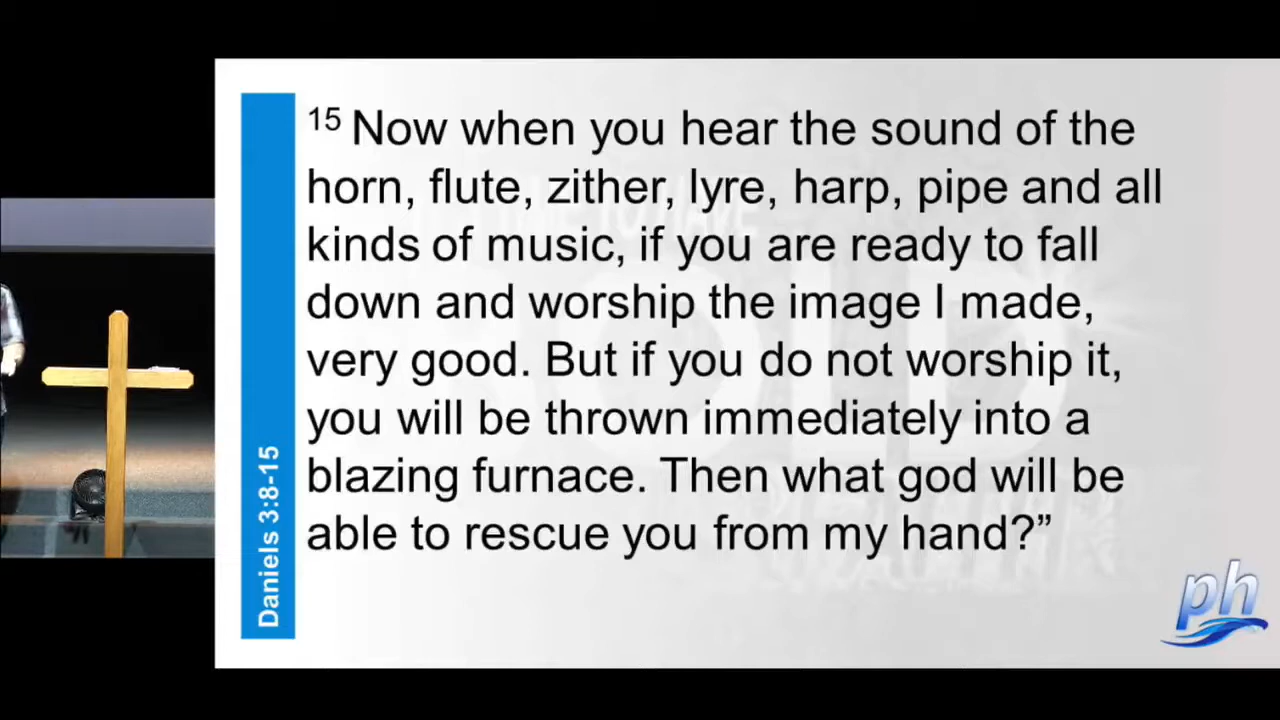 15 Now when you hear the sound of the
horn, flute, zither, lyre, harp, pipe and all
kinds of music, if you are ready to fall
down and worship the image I made,
very good. But if you do not worship it,
you will be thrown immediately into a
blazing furnace. Then what god will be
able to rescue you from my hand?”
Daniels 3:8-15
ph